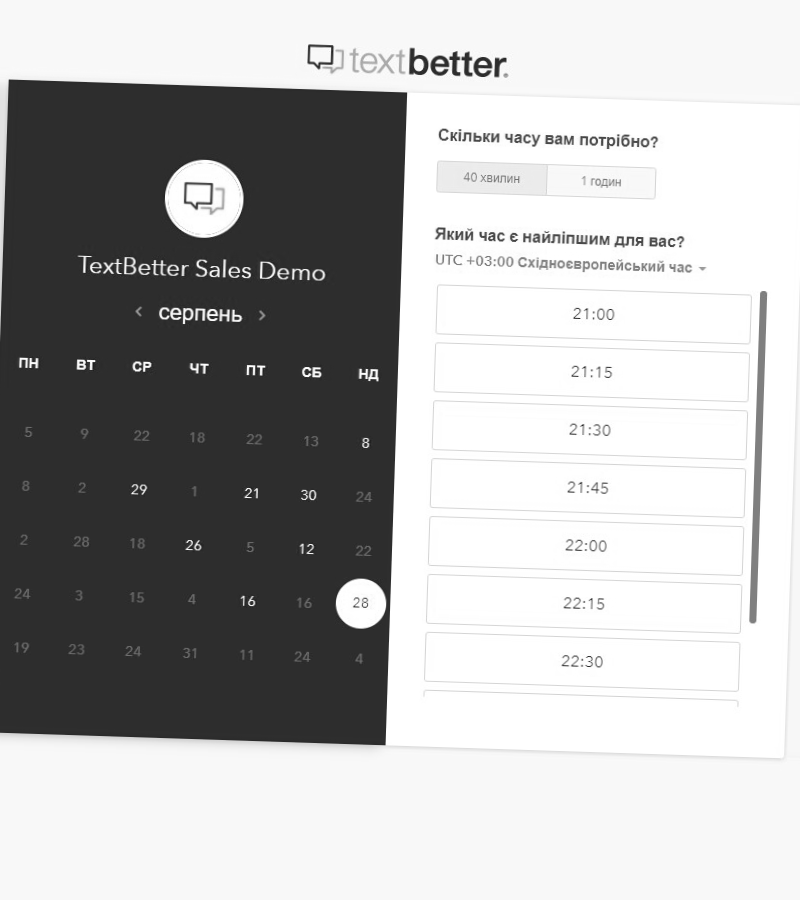 textbetter.
TextBetter Sales Demo
серпень
ПН ВТ СР ЧТ ПТ СБ НД
5 9 22 18 22 13 8
8 2 29 1 21 30 24
2 28 18 26 5 12 22
24 3 15 4 16 16 28
19 23 24 31 11 24 4
Скільки часу вам потрібно?
40 хвилин 1 годин
Який час є найліпшим для вас?
UTC +03:00 Східноєвропейський час
21:00
21:15
21:30
21:45
22:00
22:15
22:30